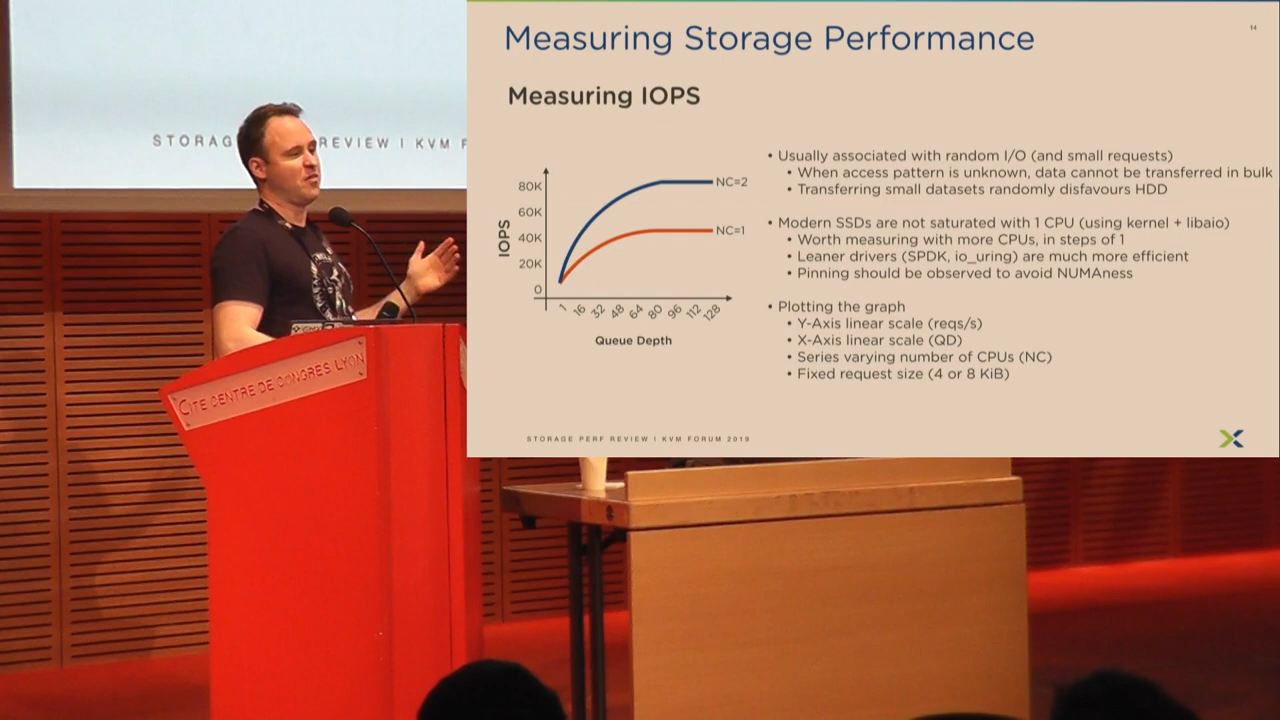 Measuring Storage Performance
14
Measuring IOPS
STORAG REVIEW | KVM F
• Usually associated with random I/O (and small requests)
• When access pattern is unknown, data cannot be transferred in bulk
• Transferring small datasets randomly disfavours HDD
• Modern SSDs are not saturated with 1 CPU (using kernel + libaio)
• Worth measuring with more CPUs, in steps of 1
• Leaner drivers (SPDK, io_uring) are much more efficient
• Pinning should be observed to avoid NUMAness
• Plotting the graph
• Y-Axis linear scale (reqs/s)
• X-Axis linear scale (QD)
• Series varying number of CPUs (NC)
• Fixed request size (4 or 8 KiB)
IOPS
80K
60K
40K
20K
0
NC=2
NC=1
1 16 32 48 64 80 96 112 128
Queue Depth
CITE CENTRE DE CONGRÈS LYON
STORAGE PERF REVIEW | KVM FORUM 2019